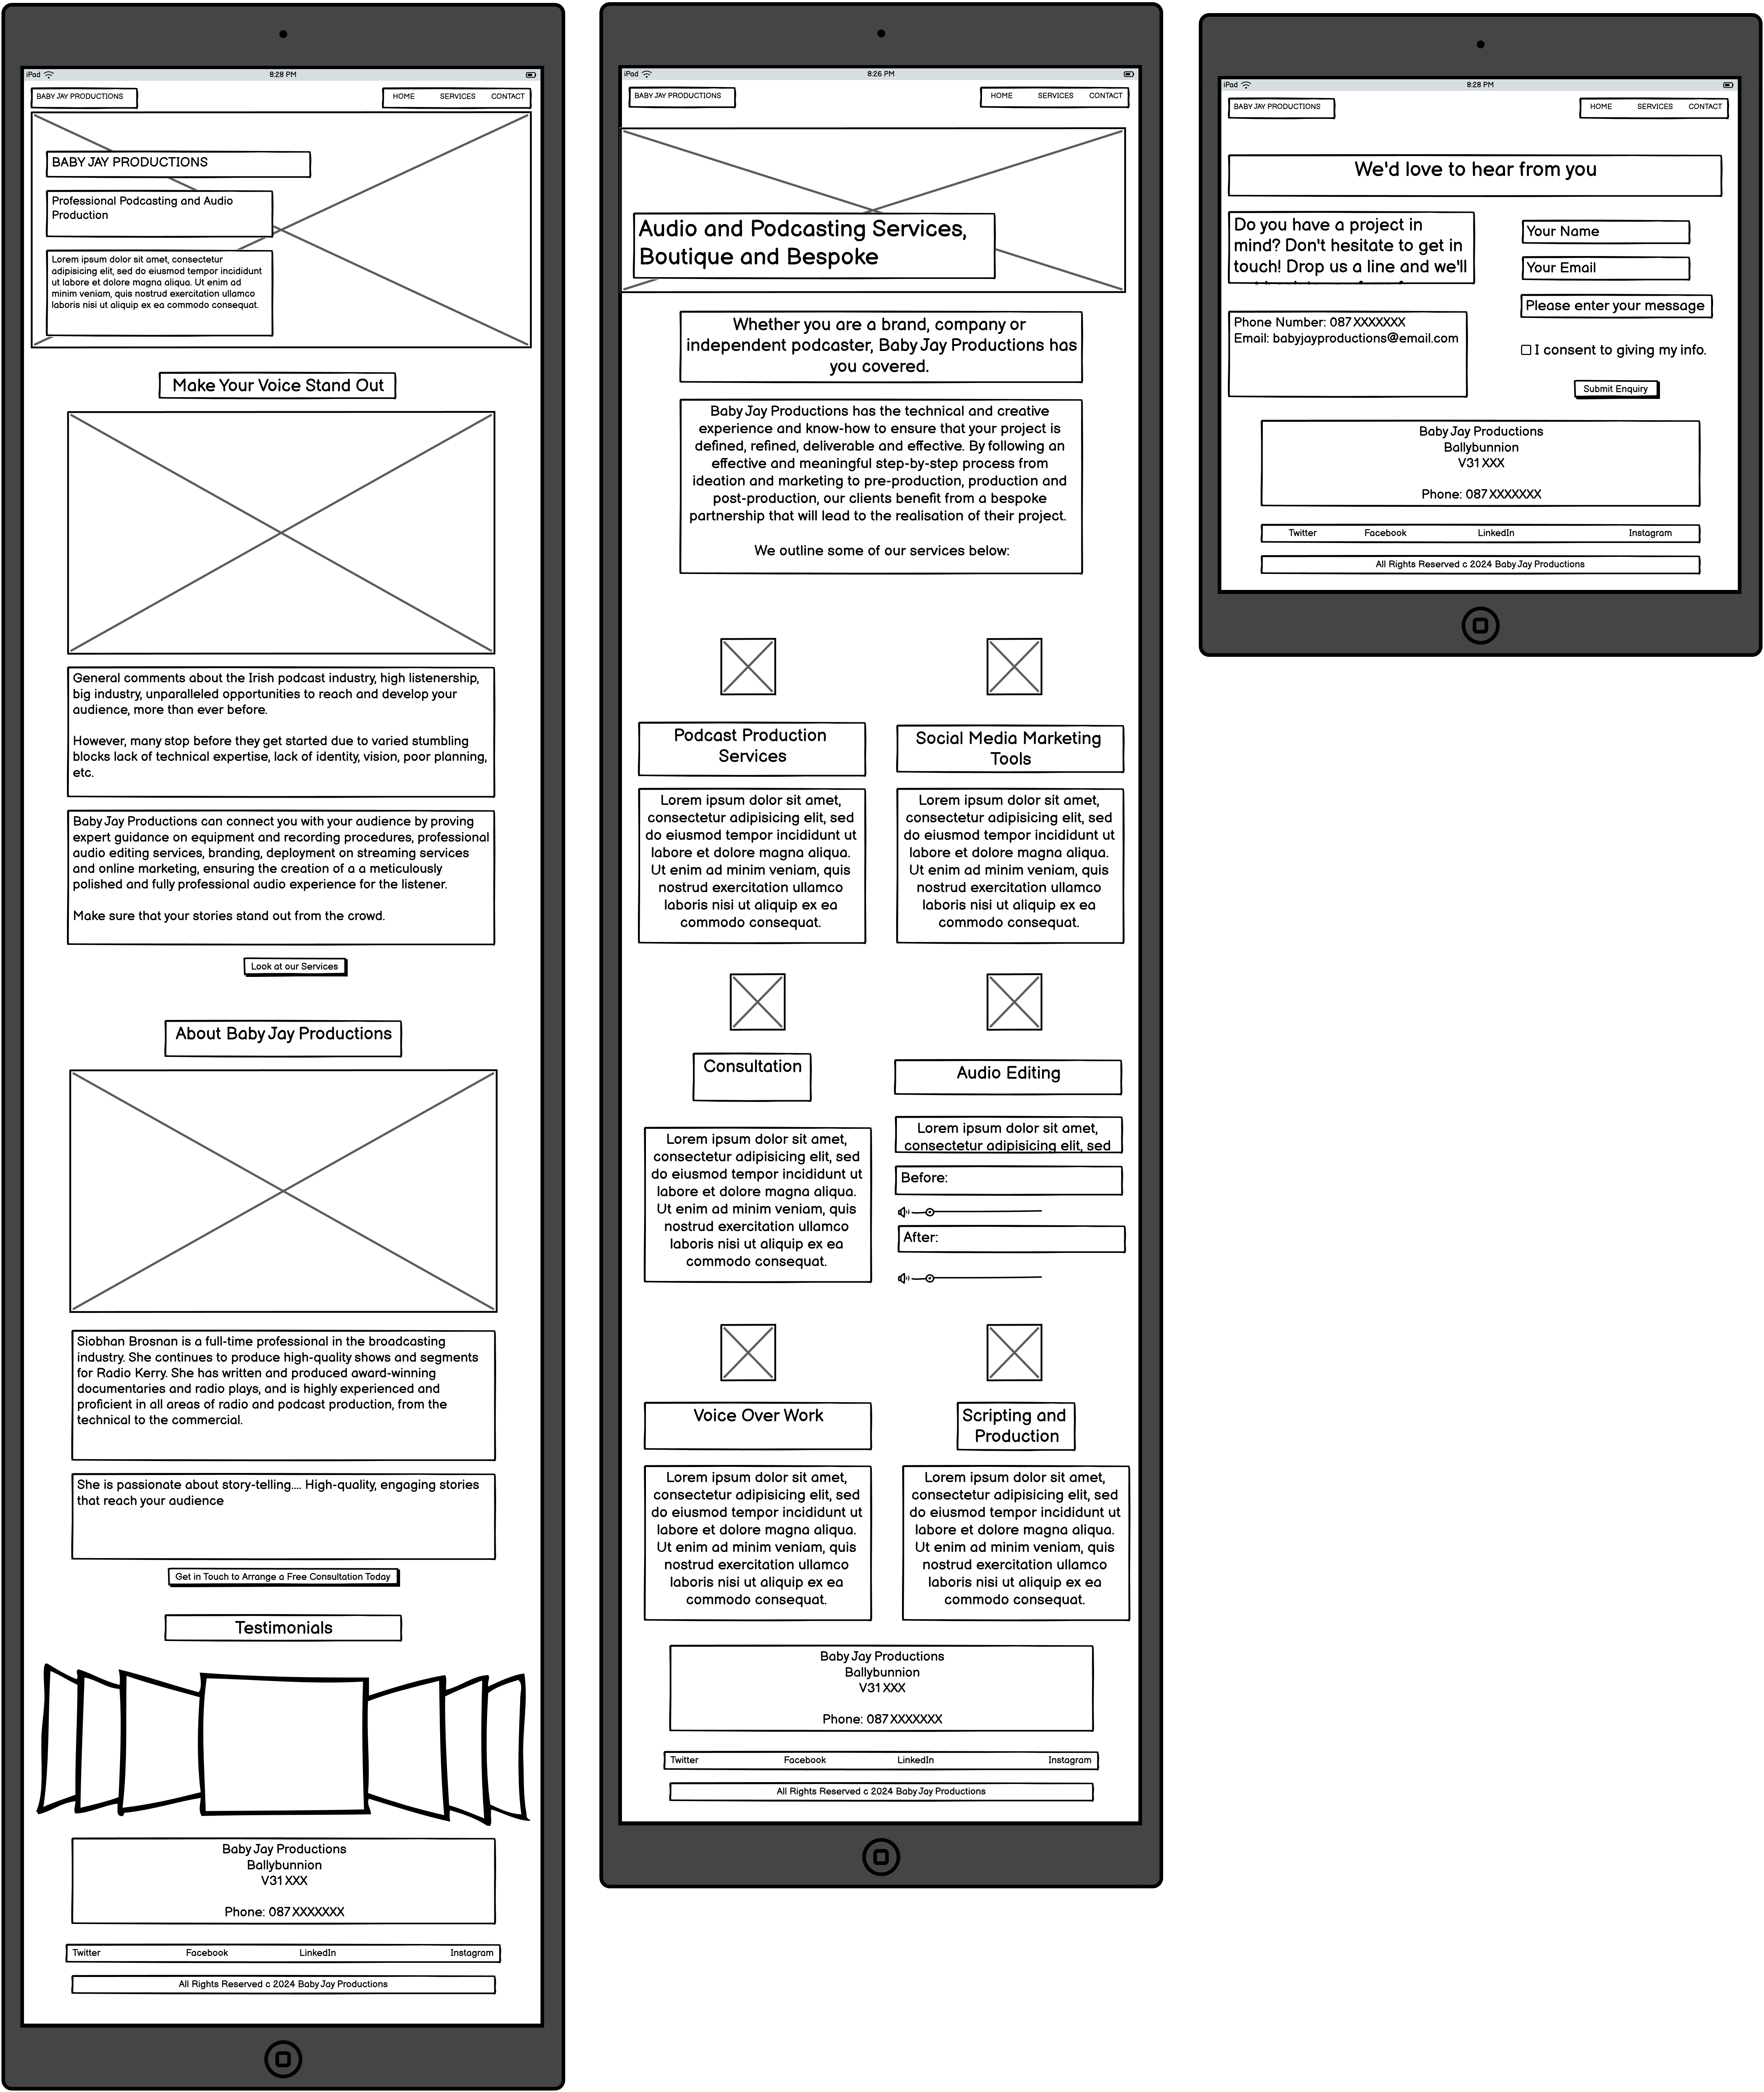 iPad
8:28 PM
BABY JAY PRODUCTIONS
HOME SERVICES CONTACT
BABY JAY PRODUCTIONS
Professional Podcasting and Audio
Production
Lorem ipsum dolor sit amet, consectetur
adipisicing elit, sed do eiusmod tempor incididunt
ut labore et dolore magna aliqua. Ut enim ad
minim veniam, quis nostrud exercitation ullamco
laboris nisi ut aliquip ex ea commodo consequat.
Make Your Voice Stand Out
General comments about the Irish podcast industry, high listenership,
big industry, unparalleled opportunities to reach and develop your
audience, more than ever before.
However, many stop before they get started due to varied stumbling
blocks lack of technical expertise, lack of identity, vision, poor planning,
etc.
Baby Jay Productions can connect you with your audience by proving
expert guidance on equipment and recording procedures, professional
audio editing services, branding, deployment on streaming services
and online marketing, ensuring the creation of a a meticulously
polished and fully professional audio experience for the listener.
Make sure that your stories stand out from the crowd.
Look at our Services
About Baby Jay Productions
Siobhan Brosnan is a full-time professional in the broadcasting
industry. She continues to produce high-quality shows and segments
for Radio Kerry. She has written and produced award-winning
documentaries and radio plays, and is highly experienced and
proficient in all areas of radio and podcast production, from the
technical to the commercial.
She is passionate about story-telling.... High-quality, engaging stories
that reach your audience
Get in Touch to Arrange a Free Consultation Today
Testimonials
Baby Jay Productions
Ballybunnion
V31 XXX
Phone: 087 XXXXXXX
Twitter Facebook LinkedIn Instagram
All Rights Reserved c 2024 Baby Jay Productions
iPad
8:26 PM
BABY JAY PRODUCTIONS
HOME SERVICES CONTACT
Audio and Podcasting Services,
Boutique and Bespoke
Whether you are a brand, company or
independent podcaster, Baby Jay Productions has
you covered.
Baby Jay Productions has the technical and creative
experience and know-how to ensure that your project is
defined, refined, deliverable and effective. By following an
effective and meaningful step-by-step process from
ideation and marketing to pre-production, production and
post-production, our clients benefit from a bespoke
partnership that will lead to the realisation of their project.
We outline some of our services below:
Podcast Production
Services
Lorem ipsum dolor sit amet,
consectetur adipisicing elit, sed
do eiusmod tempor incididunt ut
labore et dolore magna aliqua.
Ut enim ad minim veniam, quis
nostrud exercitation ullamco
laboris nisi ut aliquip ex ea
commodo consequat.
Social Media Marketing
Tools
Lorem ipsum dolor sit amet,
consectetur adipisicing elit, sed
do eiusmod tempor incididunt ut
labore et dolore magna aliqua.
Ut enim ad minim veniam, quis
nostrud exercitation ullamco
laboris nisi ut aliquip ex ea
commodo consequat.
Consultation
Lorem ipsum dolor sit amet,
consectetur adipisicing elit, sed
do eiusmod tempor incididunt ut
labore et dolore magna aliqua.
Ut enim ad minim veniam, quis
nostrud exercitation ullamco
laboris nisi ut aliquip ex ea
commodo consequat.
Audio Editing
Lorem ipsum dolor sit amet,
consectetur adipisicing elit, sed
Before:
After:
Voice Over Work
Lorem ipsum dolor sit amet,
consectetur adipisicing elit, sed
do eiusmod tempor incididunt ut
labore et dolore magna aliqua.
Ut enim ad minim veniam, quis
nostrud exercitation ullamco
laboris nisi ut aliquip ex ea
commodo consequat.
Scripting and
Production
Lorem ipsum dolor sit amet,
consectetur adipisicing elit, sed
do eiusmod tempor incididunt ut
labore et dolore magna aliqua.
Ut enim ad minim veniam, quis
nostrud exercitation ullamco
laboris nisi ut aliquip ex ea
commodo consequat.
Baby Jay Productions
Ballybunnion
V31 XXX
Phone: 087 XXXXXXX
Twitter Facebook LinkedIn Instagram
All Rights Reserved c 2024 Baby Jay Productions
iPad
8:28 PM
BABY JAY PRODUCTIONS
HOME SERVICES CONTACT
We'd love to hear from you
Do you have a project in
mind? Don't hesitate to get in
touch! Drop us a line and we'll
Phone Number: 087 XXXXXXX
Email: babyjayproductions@email.com
Your Name
Your Email
Please enter your message
I consent to giving my info.
Submit Enquiry
Baby Jay Productions
Ballybunnion
V31 XXX
Phone: 087 XXXXXXX
Twitter Facebook LinkedIn Instagram
All Rights Reserved c 2024 Baby Jay Productions